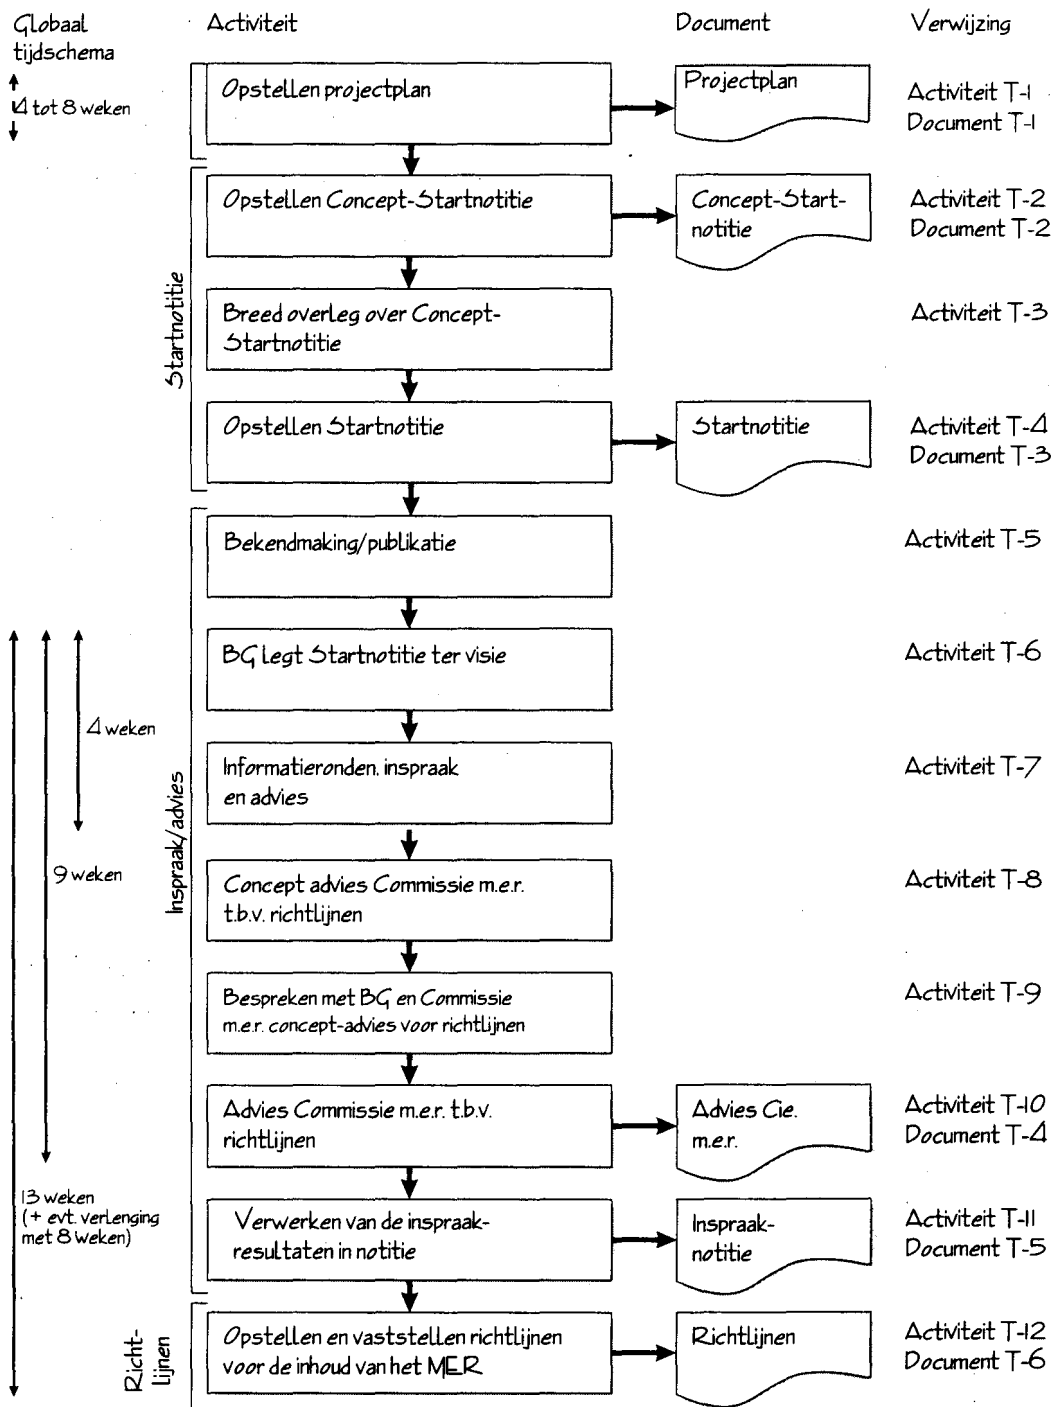 Globaal
tijdschema
Activiteit
Document
Verwijzing
4 tot 8 weken
Opstellen projectplan
Projectplan
Activiteit T-1
Document T-1
Startnotitie
Opstellen Concept-Startnotitie
Concept-Start-
notitie
Activiteit T-2
Document T-2
Breed overleg over Concept-
Startnotitie
Activiteit T-3
Opstellen Startnotitie
Startnotitie
Activiteit T-4
Document T-3
Inspraak/advies
Bekendmaking/publikatie
Activiteit T-5
BG legt Startnotitie ter visie
Activiteit T-6
4 weken
Informatieronden, inspraak
en advies
Activiteit T-7
9 weken
Concept advies Commissie m.e.r.
t.b.v. richtlijnen
Activiteit T-8
Bespreken met BG en Commissie
m.e.r. concept-advies voor richtlijnen
Activiteit T-9
Advies Commissie m.e.r. t.b.v.
richtlijnen
Advies Cie.
m.e.r.
Activiteit T-10
Document T-4
13 weken
(+ evt. verlenging
met 8 weken)
Verwerken van de inspraak-
resultaten in notitie
Inspraak-
notitie
Activiteit T-11
Document T-5
Richt-
lijnen
Opstellen en vaststellen richtlijnen
voor de inhoud van het MER
Richtlijnen
Activiteit T-12
Document T-6